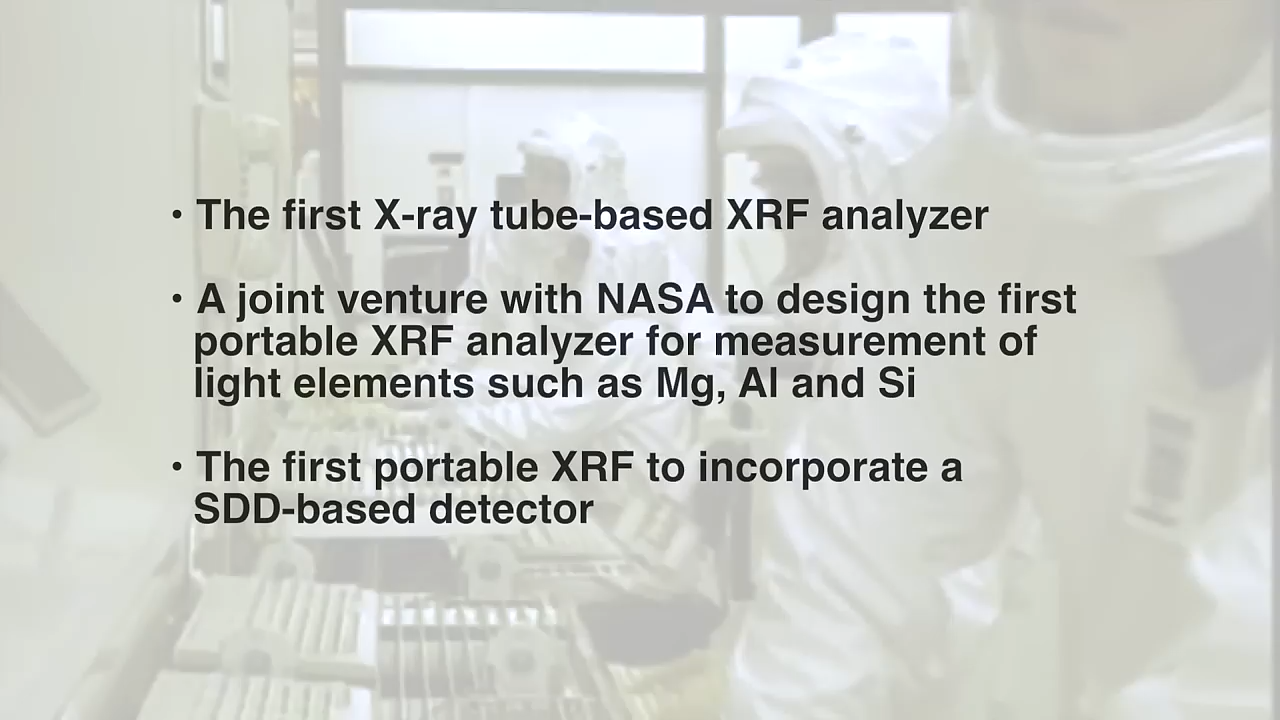 • The first X-ray tube-based XRF analyzer
• A joint venture with NASA to design the first
portable XRF analyzer for measurement of
light elements such as Mg, Al and Si
• The first portable XRF to incorporate a
SDD-based detector